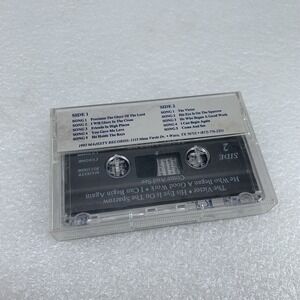 SIDE 1
SONG 1 Proclaim The Glory Of The Lord
SONG 2 I Will Glory In The Cross
SONG 3 Friends In High Places
SONG 4 You Gave Me Love
SONG 5 He Holds The Keys
SIDE 2
SONG 1 The Victor
SONG 2 His Eye Is On The Sparrow
SONG 3 He Who Began A Good Work
SONG 4 I Can Begin Again
SONG 5 Come And See
MAJESTY RECORDS
Waco, TX
SIDE
2
The Victor • His Eye Is On The Sparrow
He Who Began A Good Work • I Can Begin Again
Come And See